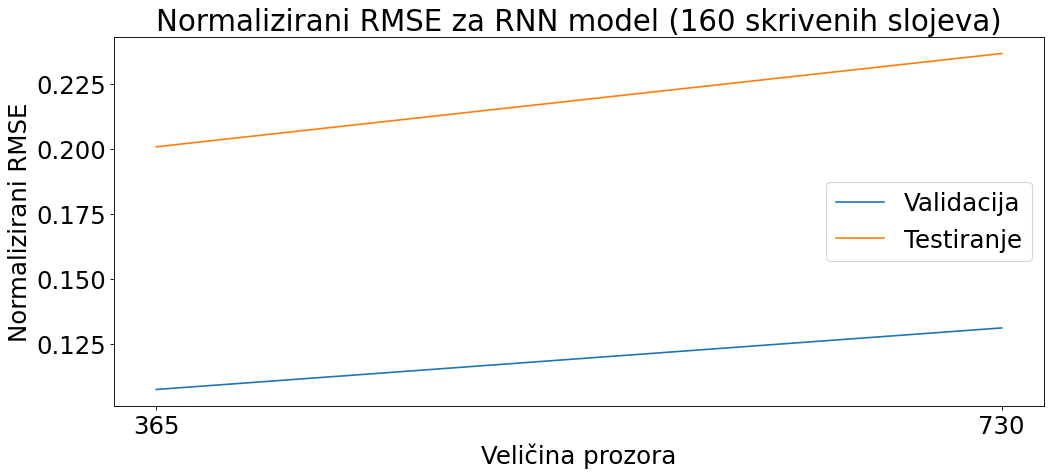 Normalizirani RMSE za RNN model (160 skrivenih slojeva)
Normalizirani RMSE
0.225
0.200
0.175
0.150
0.125
Validacija
Testiranje
365
730
Veličina prozora